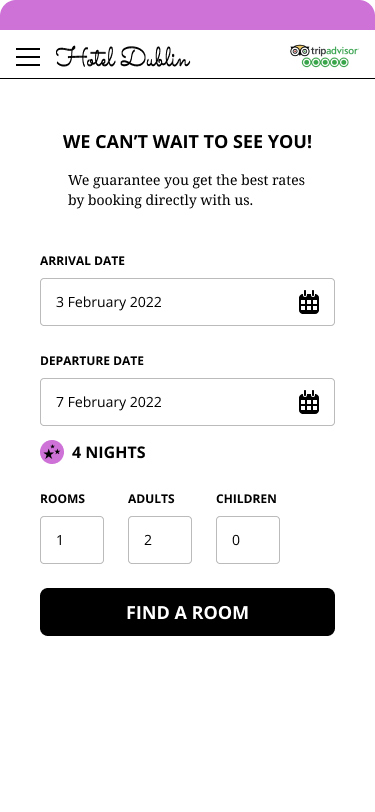 Hotel Dublin
tripadvisor
WE CAN’T WAIT TO SEE YOU!
We guarantee you get the best rates
by booking directly with us.
ARRIVAL DATE
3 February 2022
DEPARTURE DATE
7 February 2022
4 NIGHTS
ROOMS ADULTS CHILDREN
1 2 0
FIND A ROOM